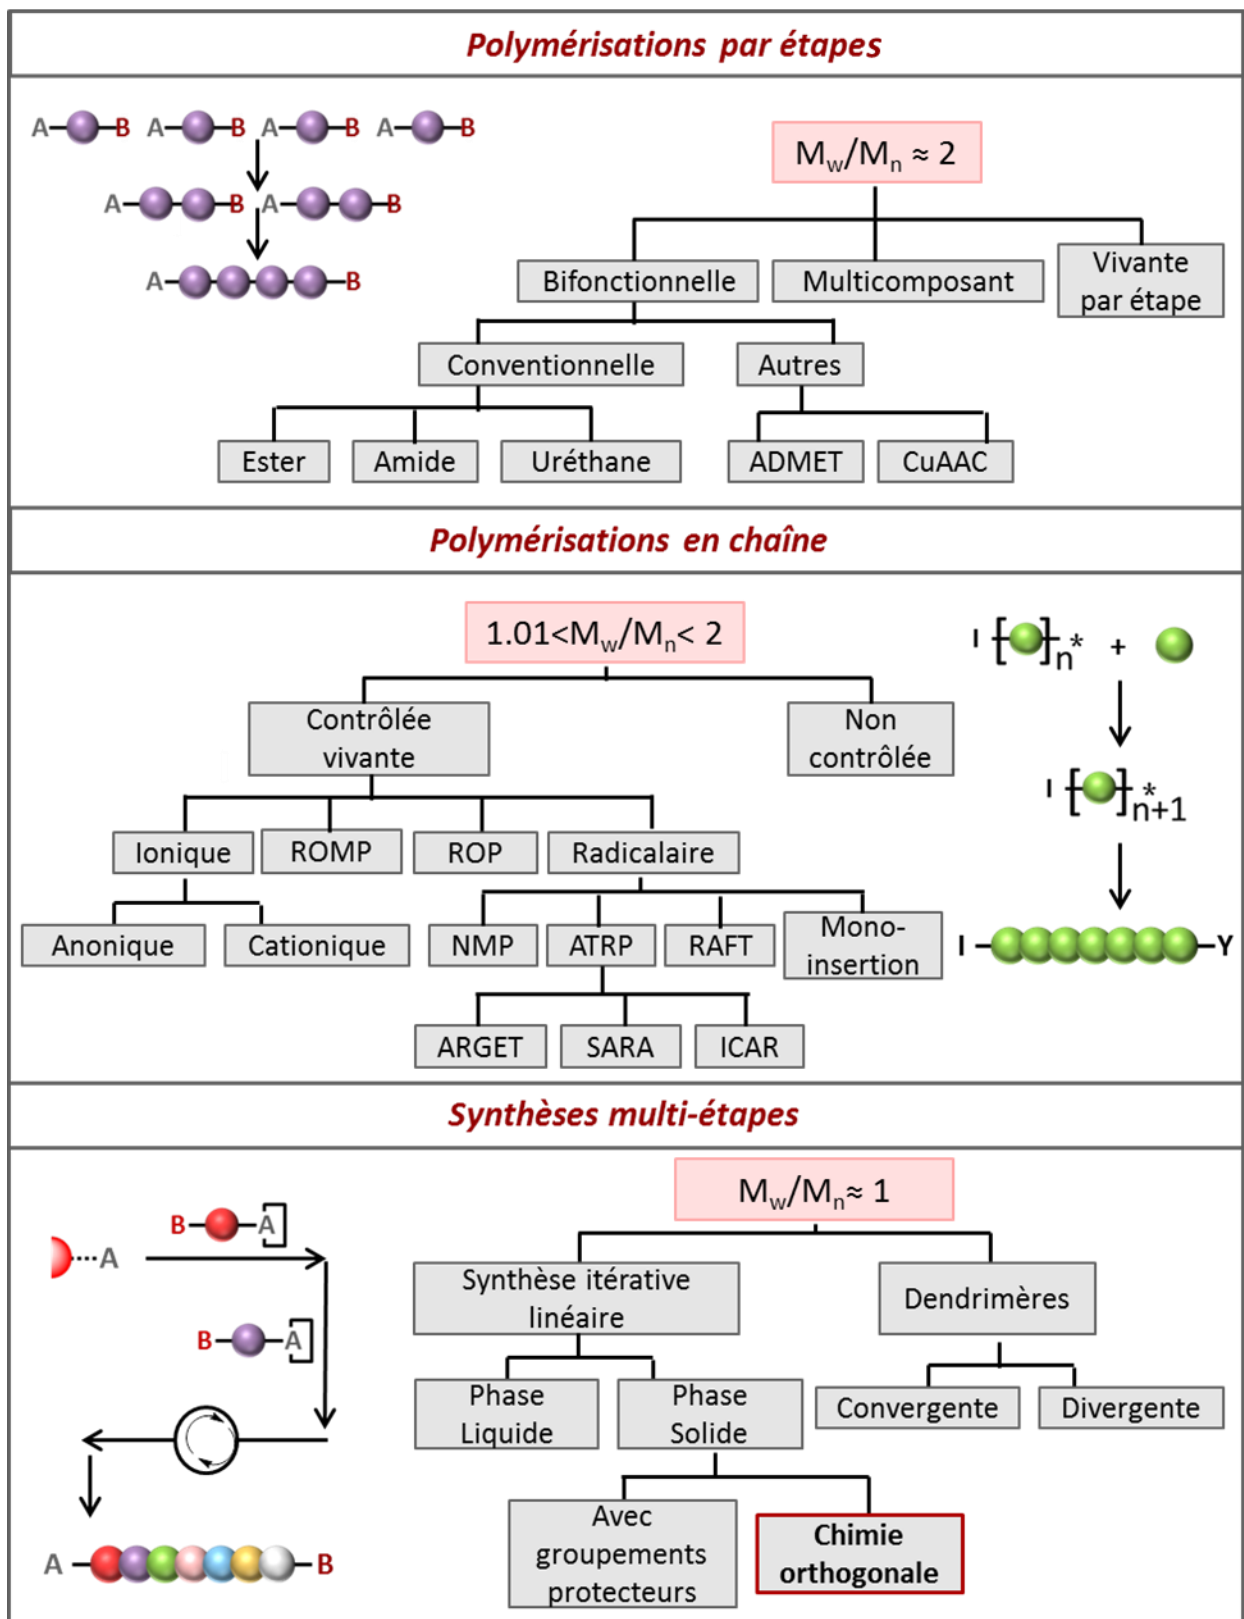 Polymérisations par étapes
A B A B A B A B
A B A B
A B
Mw/Mn ≈ 2
Bifonctionnelle
Multicomposant
Vivante
par étape
Conventionnelle
Autres
Ester
Amide
Uréthane
ADMET
CuAAC
Polymérisations en chaîne
1.01<Mw/Mn< 2
Contrôlée
vivante
Non
contrôlée
Ionique
ROMP
ROP
Radicalaire
Anonique
Cationique
NMP
ATRP
RAFT
Mono-
insertion
ARGET
SARA
ICAR
I [ ]n* +
I [ ]n+1*
I Y
Synthèses multi-étapes
Mw/Mn≈ 1
B A
A
B A
A B
Synthèse itérative
linéaire
Dendrimères
Phase
Liquide
Phase
Solide
Convergente
Divergente
Avec
groupements
protecteurs
Chimie
orthogonale